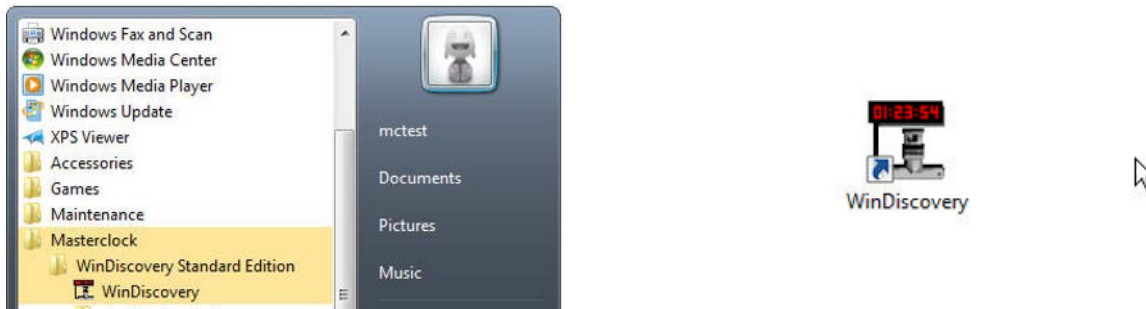 Windows Fax and Scan
Windows Media Center
Windows Media Player
Windows Update
XPS Viewer
Accessories
Games
Maintenance
Masterclock
WinDiscovery Standard Edition
WinDiscovery
mctest
Documents
Pictures
Music
01:23:54
WinDiscovery